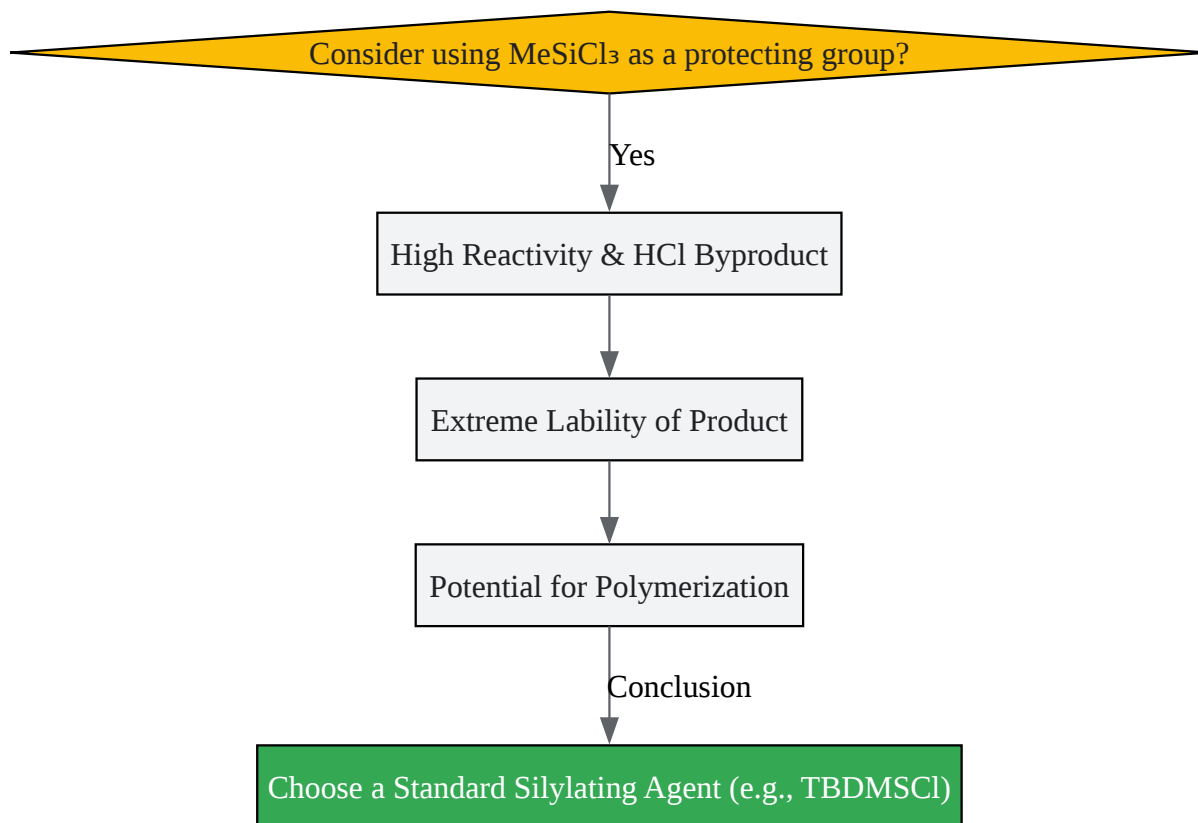 Consider using MeSiCl₃ as a protecting group?
Yes
High Reactivity & HCl Byproduct
Extreme Lability of Product
Potential for Polymerization
Conclusion
Choose a Standard Silylating Agent (e.g., TBDMSCl)